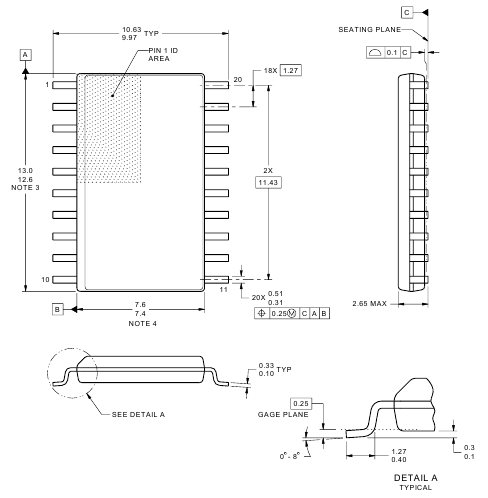 C
SEATING PLANE
⌓ 0.1 C
10.63
9.97 TYP
A
PIN 1 ID
AREA
1
20
18X 1.27
13.0
12.6
NOTE 3
2X
11.43
10
11
20X 0.51
0.31
⌖ 0.25Ⓜ C A B
B
7.6
7.4
NOTE 4
2.65 MAX
0.33
0.10 TYP
SEE DETAIL A
0.25
GAGE PLANE
0°-8°
1.27
0.40
0.3
0.1
DETAIL A
TYPICAL